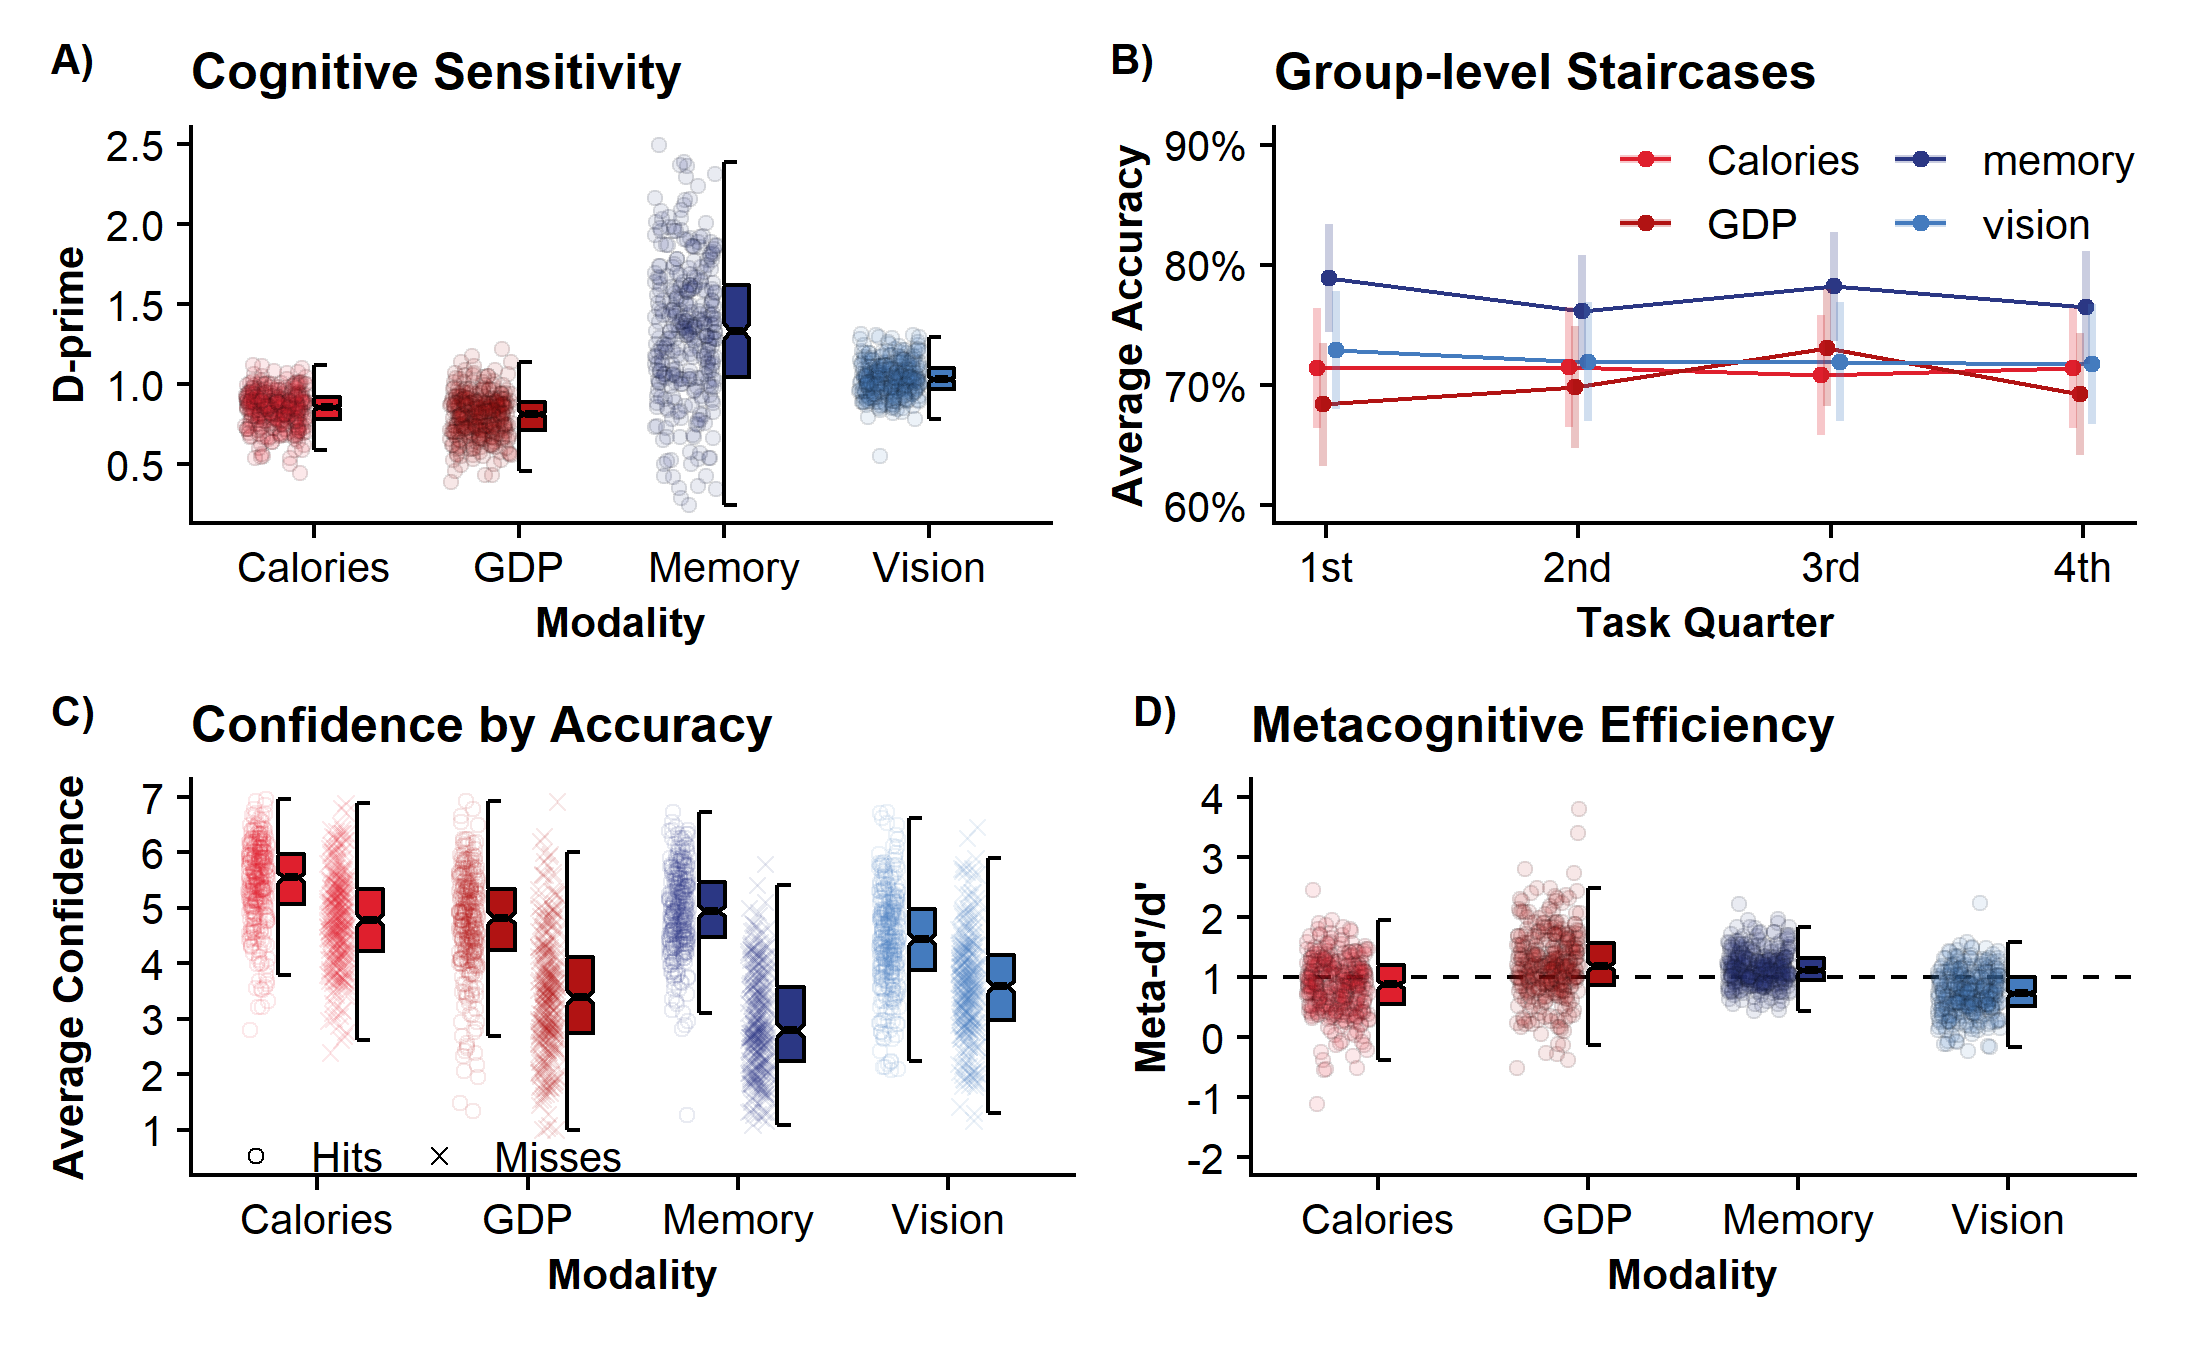 A)
Cognitive Sensitivity
D-prime
2.5
2.0
1.5
1.0
0.5
Calories GDP Memory Vision
Modality
B)
Group-level Staircases
Average Accuracy
90%
80%
70%
60%
Calories memory
GDP vision
1st 2nd 3rd 4th
Task Quarter
C)
Confidence by Accuracy
Average Confidence
7
6
5
4
3
2
1
Hits Misses
Calories GDP Memory Vision
Modality
D)
Metacognitive Efficiency
Meta-d'/d'
4
3
2
1
0
-1
-2
Calories GDP Memory Vision
Modality